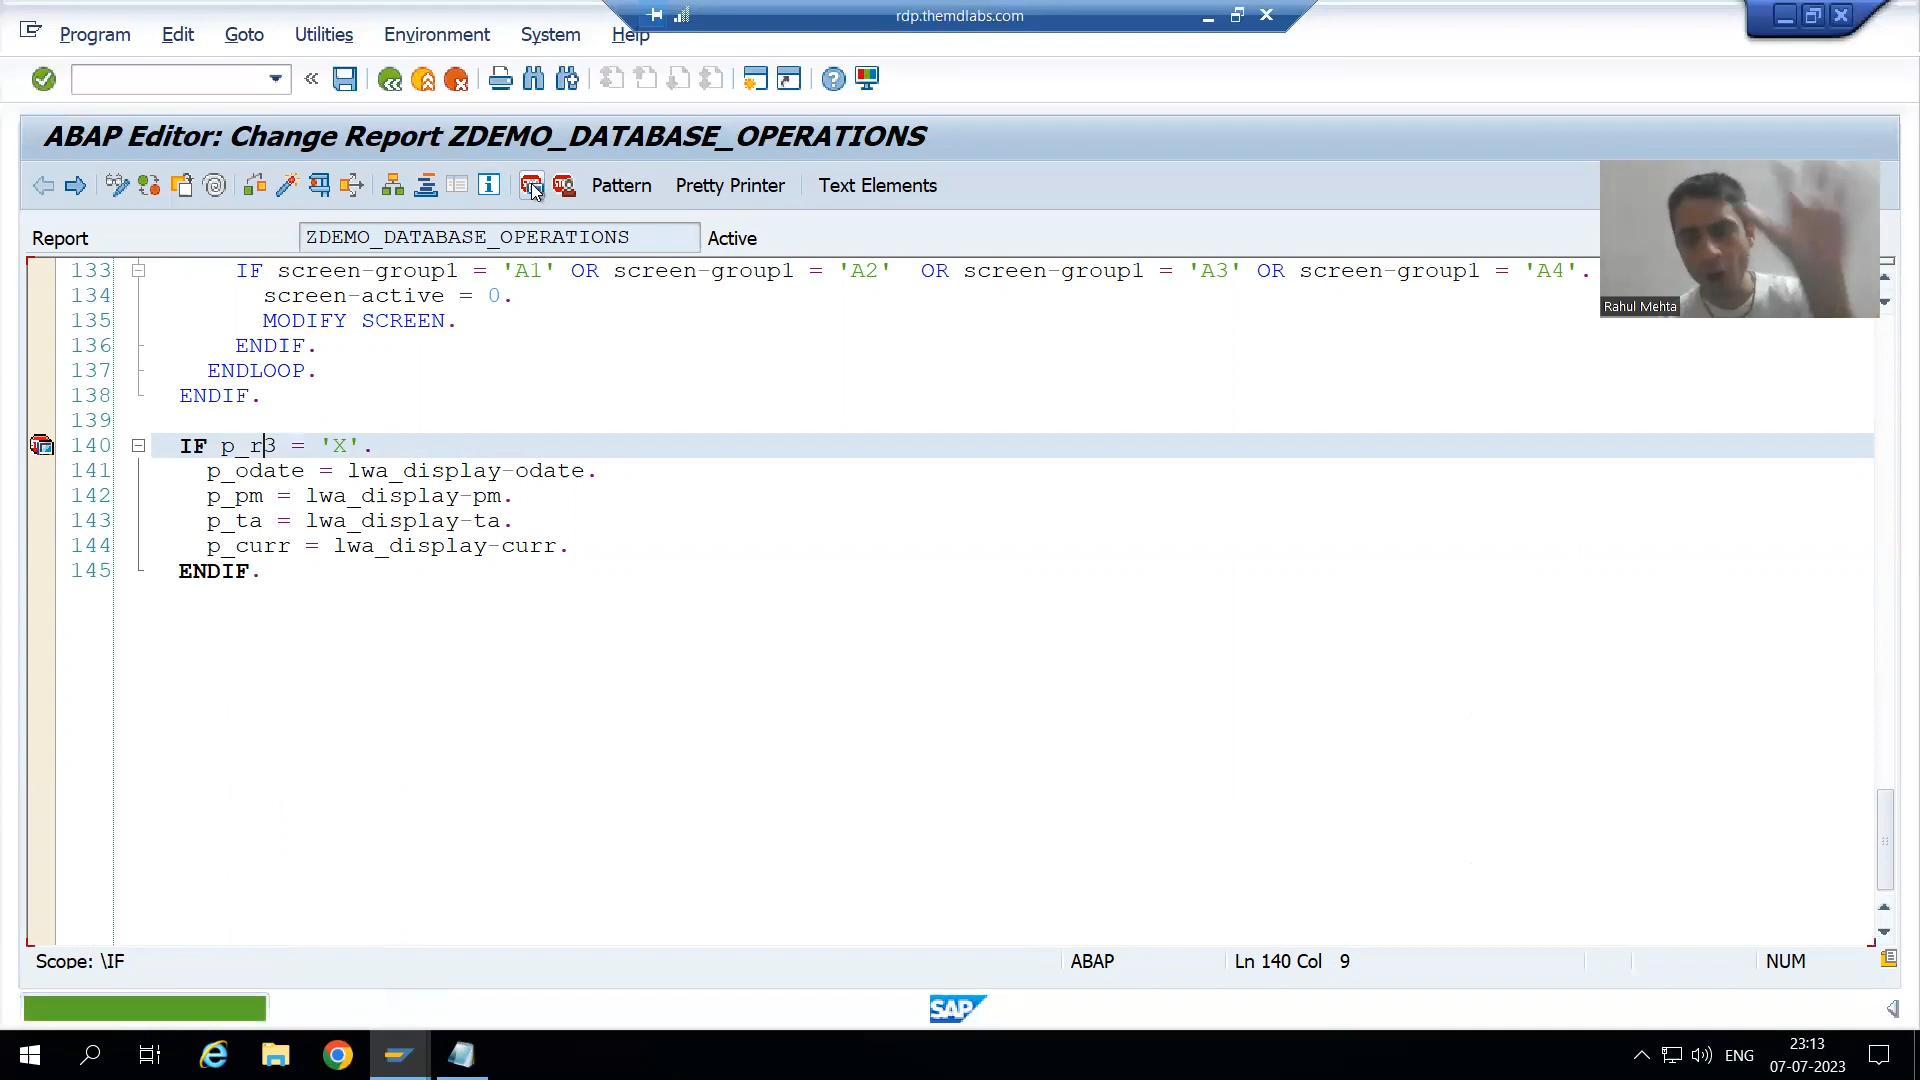 rdp.themdlabs.com
Program Edit Goto Utilities Environment System Help
ABAP Editor: Change Report ZDEMO_DATABASE_OPERATIONS
Pattern Pretty Printer Text Elements
Report ZDEMO_DATABASE_OPERATIONS Active
133 IF screen-group1 = 'A1' OR screen-group1 = 'A2' OR screen-group1 = 'A3' OR screen-group1 = 'A4'.
134 screen-active = 0.
135 MODIFY SCREEN.
136 ENDIF.
137 ENDLOOP.
138 ENDIF.
139
140 IF p_r3 = 'X'.
141 p_odate = lwa_display-odate.
142 p_pm = lwa_display-pm.
143 p_ta = lwa_display-ta.
144 p_curr = lwa_display-curr.
145 ENDIF.
Rahul Mehta
Scope: \IF ABAP Ln 140 Col 9 NUM
SAP
ENG
23:13
07-07-2023